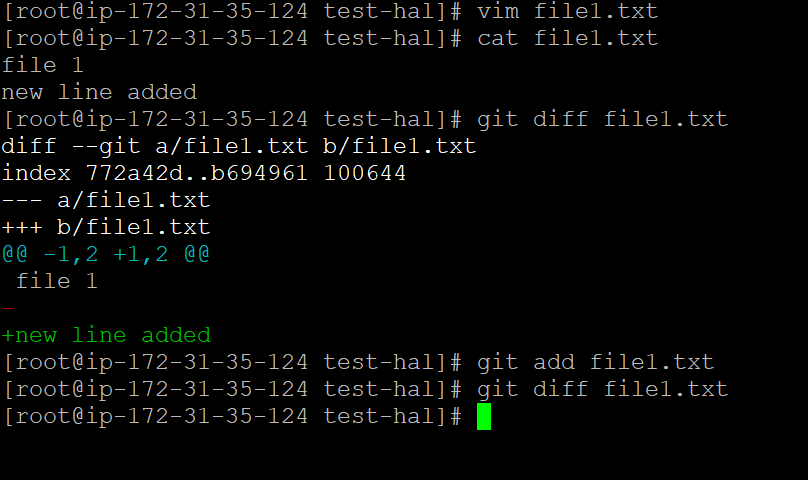 [root@ip-172-31-35-124 test-hal]# vim file1.txt
[root@ip-172-31-35-124 test-hal]# cat file1.txt
file 1
new line added
[root@ip-172-31-35-124 test-hal]# git diff file1.txt
diff --git a/file1.txt b/file1.txt
index 772a42d..b694961 100644
--- a/file1.txt
+++ b/file1.txt
@@ -1,2 +1,2 @@
 file 1
-
+new line added
[root@ip-172-31-35-124 test-hal]# git add file1.txt
[root@ip-172-31-35-124 test-hal]# git diff file1.txt
[root@ip-172-31-35-124 test-hal]#